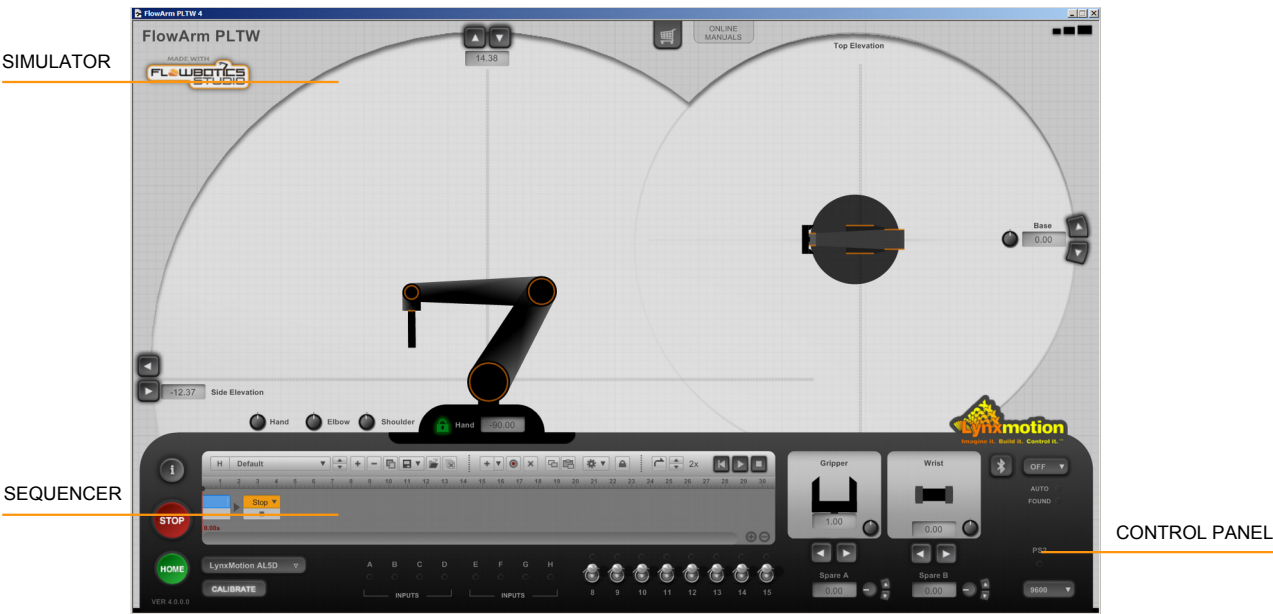 FlowArm PLTW 4
FlowArm PLTW
MADE WITH
FLOWBOTICS
STUDIO
SIMULATOR
14.38
ONLINE
MANUALS
Top Elevation
Base
0.00
-12.37
Side Elevation
Hand
Elbow
Shoulder
Hand
-90.00
Lynxmotion
Imagine it. Build it. Control it.™
SEQUENCER
i
STOP
HOME
VER 4.0.0.0
H Default
2x
1 2 3 4 5 6 7 8 9 10 11 12 13 14 15 16 17 18 19 20 21 22 23 24 25 26 27 28 29 30
Stop
0.00s
LynxMotion AL5D
CALIBRATE
A B C D E F G H
INPUTS
INPUTS
8 9 10 11 12 13 14 15
Gripper
1.00
Wrist
0.00
Spare A
0.00
Spare B
0.00
OFF
AUTO
FOUND
PS2
9600
CONTROL PANEL